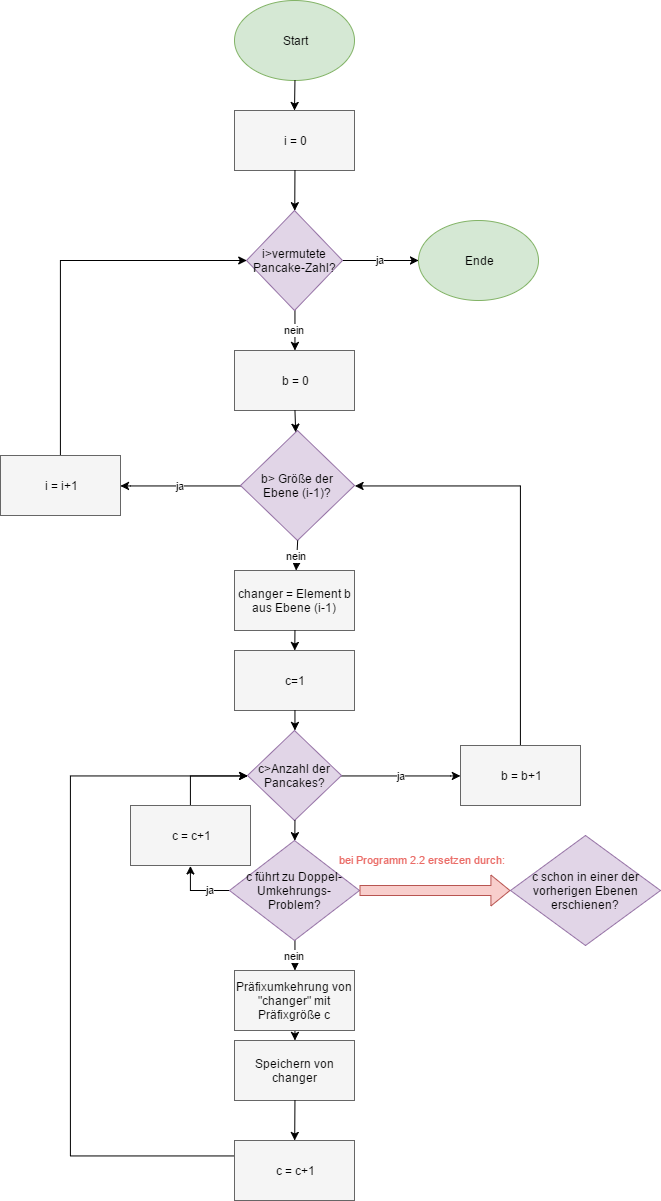 Start
i = 0
i>vermutete
Pancake-Zahl?
ja
Ende
nein
b = 0
b> Größe der
Ebene (i-1)?
ja
i = i+1
nein
changer = Element b
aus Ebene (i-1)
c=1
c>Anzahl der
Pancakes?
ja
b = b+1
c = c+1
bei Programm 2.2 ersetzen durch:
c führt zu Doppel-
Umkehrungs-
Problem?
ja
c schon in einer der
vorherigen Ebenen
erschienen?
nein
Präfixumkehrung von
"changer" mit
Präfixgröße c
Speichern von
changer
c = c+1